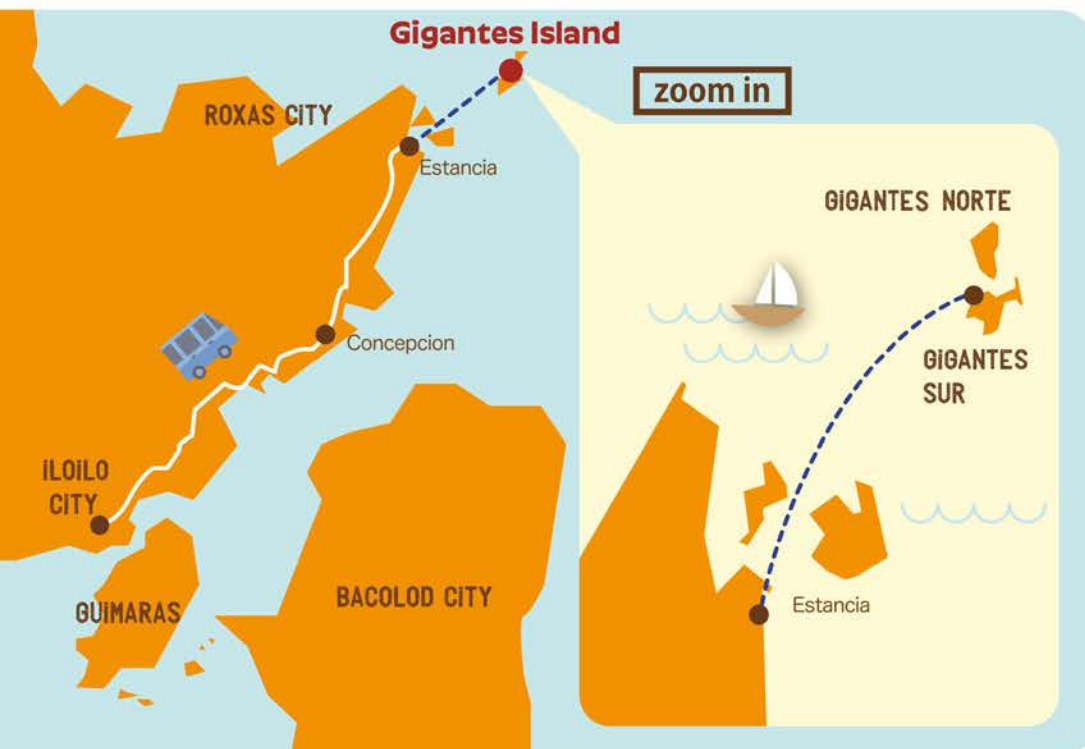 Gigantes Island
zoom in
ROXAS CiTY
Estancia
Concepcion
iLOiLO
CiTY
GUiMARAS
BACOLOD CiTY
GiGANTES NORTE
GiGANTES
SUR
Estancia